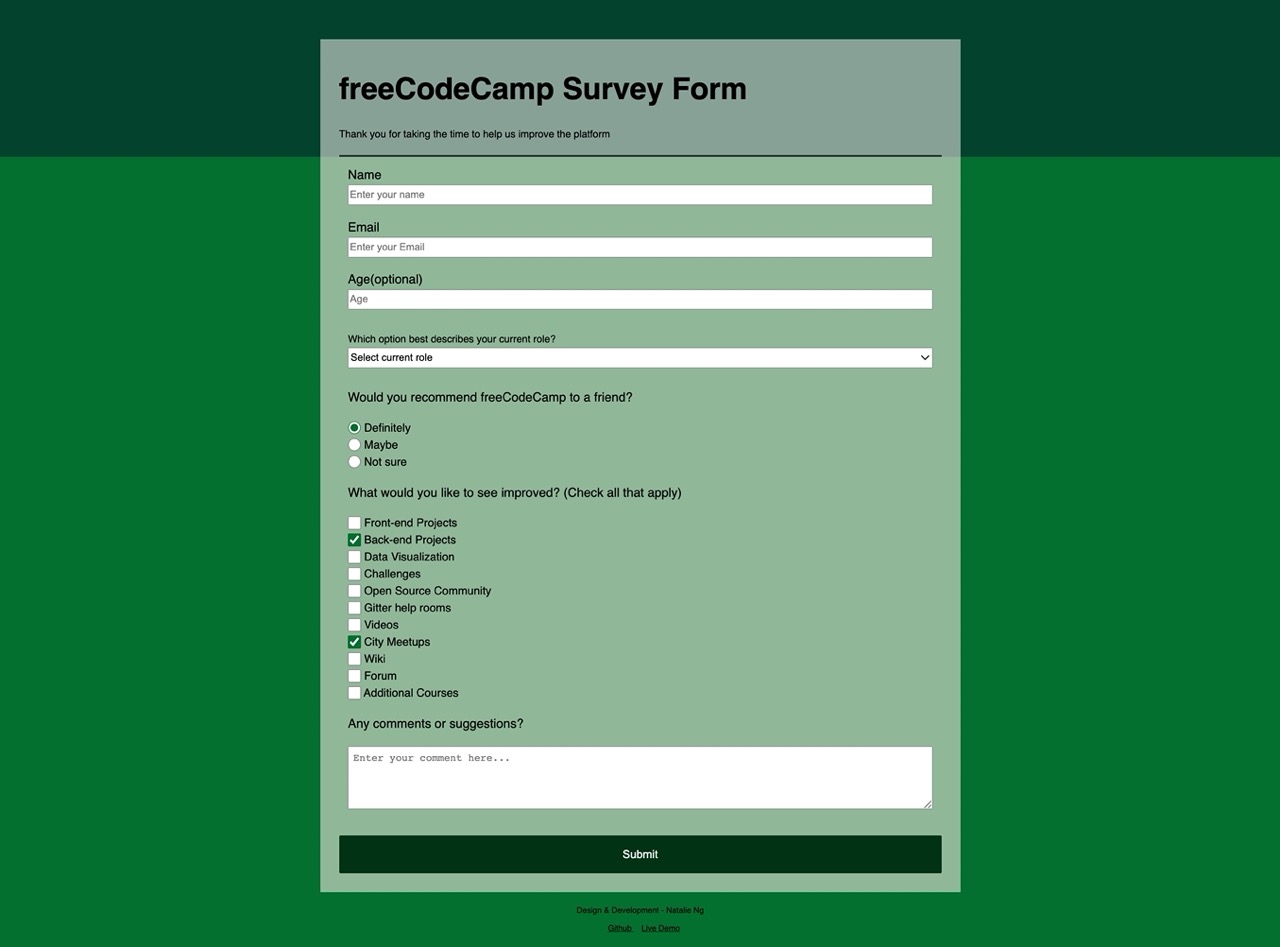 freeCodeCamp Survey Form
Thank you for taking the time to help us improve the platform
Name
Enter your name
Email
Enter your Email
Age(optional)
Age
Which option best describes your current role?
Select current role
Would you recommend freeCodeCamp to a friend?
Definitely
Maybe
Not sure
What would you like to see improved? (Check all that apply)
Front-end Projects
Back-end Projects
Data Visualization
Challenges
Open Source Community
Gitter help rooms
Videos
City Meetups
Wiki
Forum
Additional Courses
Any comments or suggestions?
Enter your comment here...
Submit
Design & Development - Natalie Ng
Github Live Demo